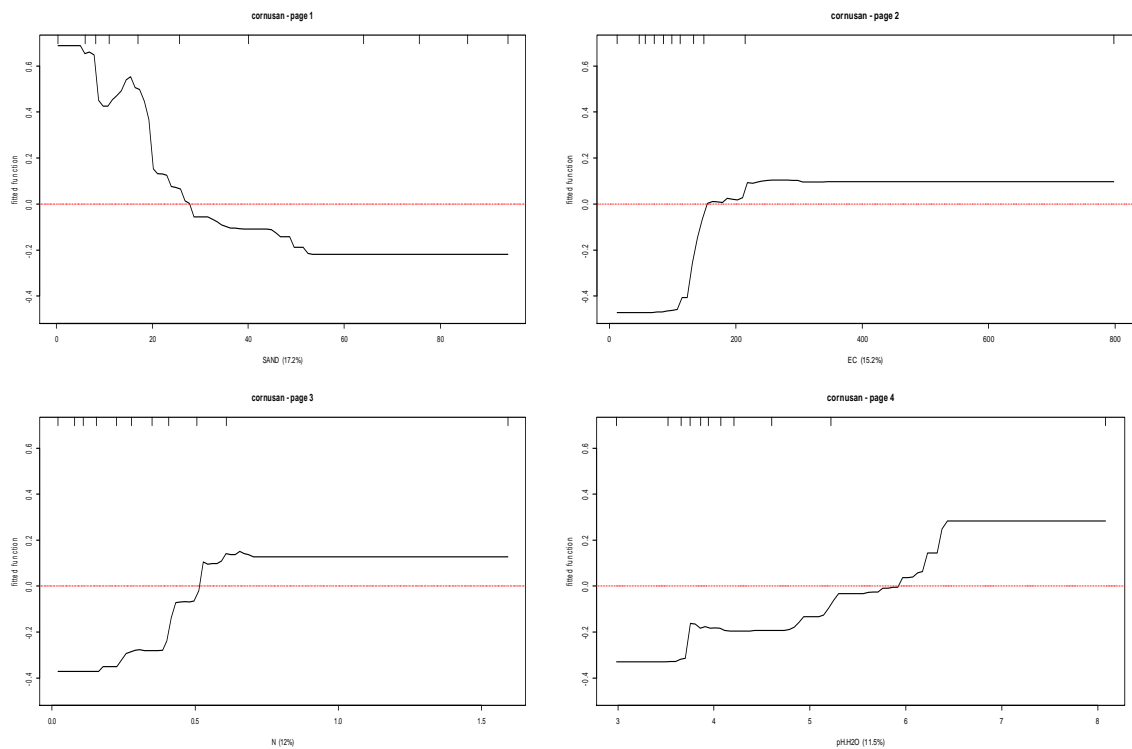 cornusan - page 1
fitted function
-0.4 -0.2 0.0 0.2 0.4 0.6
0 20 40 60 80
SAND (17.2%)
cornusan - page 2
fitted function
-0.4 -0.2 0.0 0.2 0.4 0.6
0 200 400 600 800
EC (15.2%)
cornusan - page 3
fitted function
-0.4 -0.2 0.0 0.2 0.4 0.6
0.0 0.5 1.0 1.5
N (12%)
cornusan - page 4
fitted function
-0.4 -0.2 0.0 0.2 0.4 0.6
3 4 5 6 7 8
pH.H2O (11.5%)